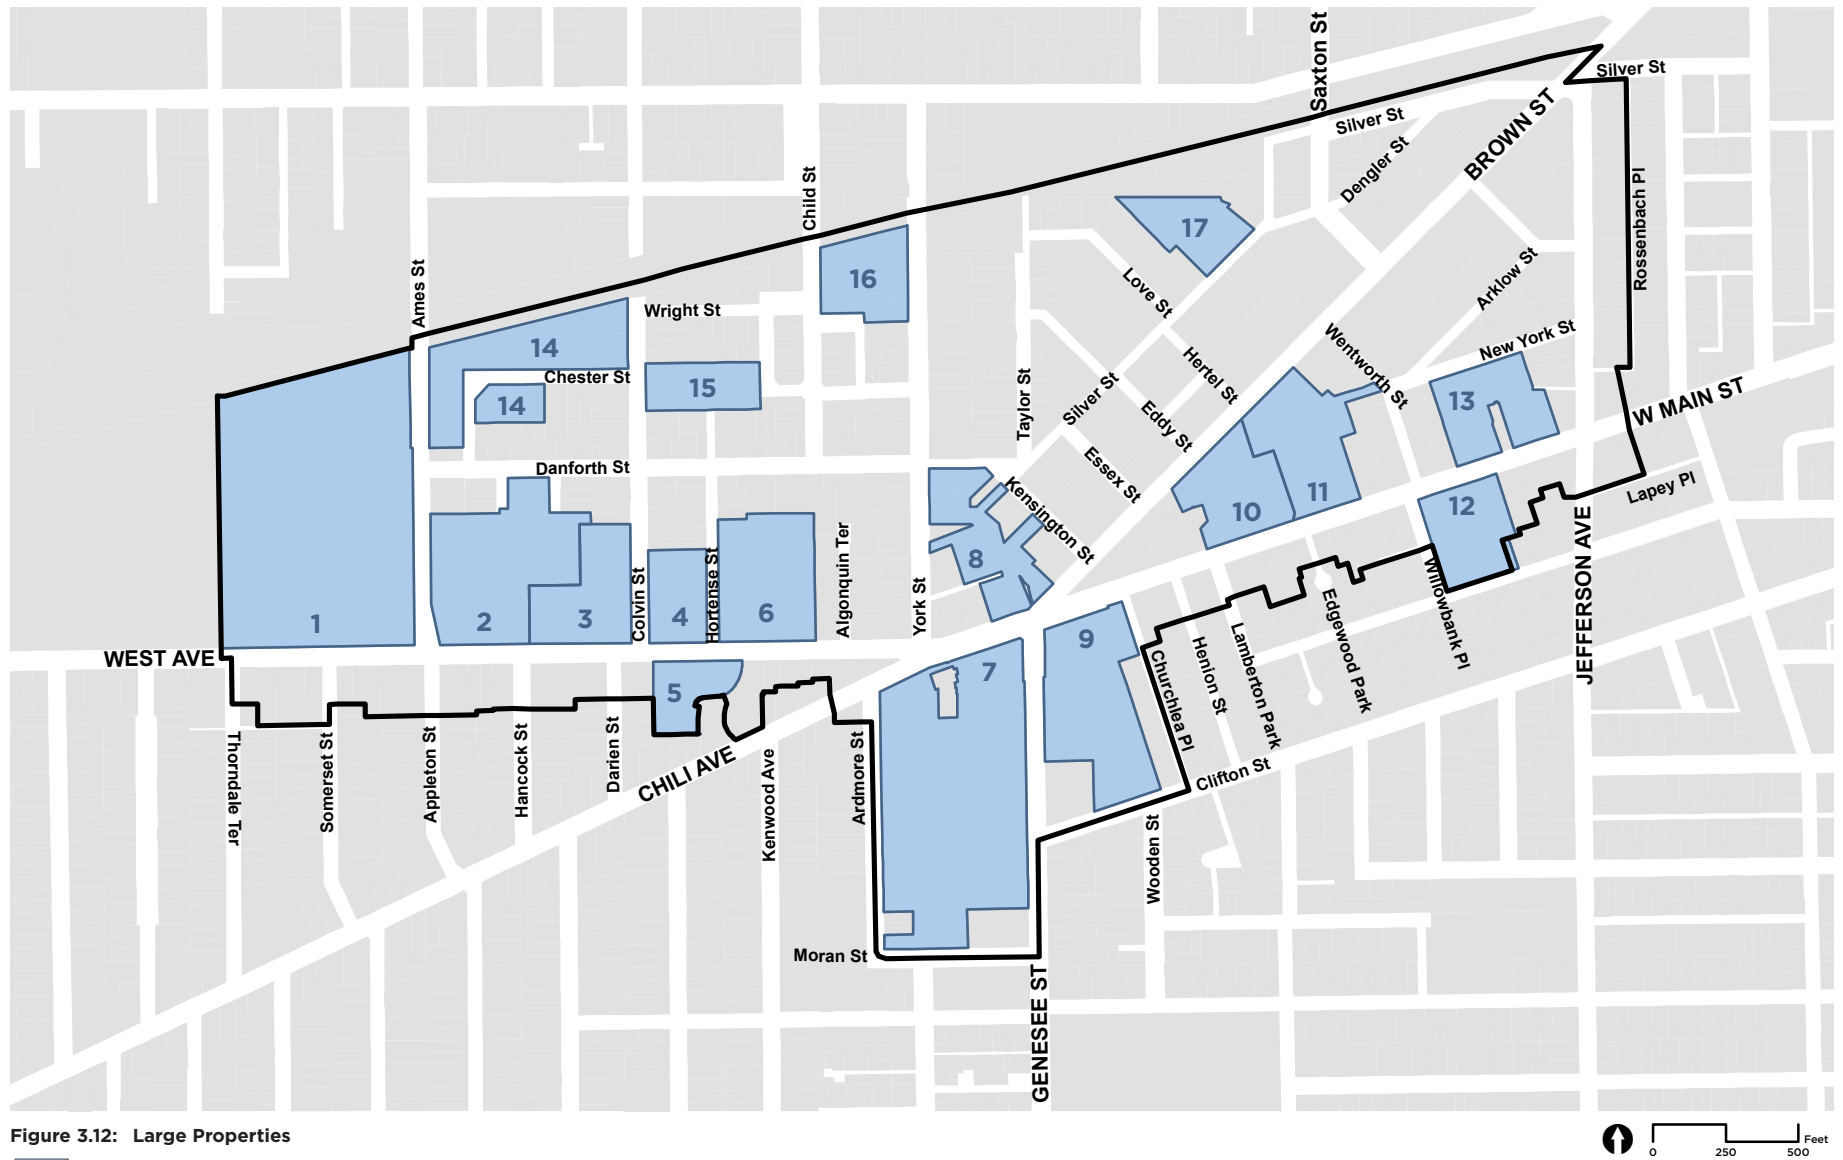 Saxton St
Silver St
Silver St
BROWN ST
Dengler St
Child St
Rossenbach Pl
17
Ames St
16
Love St
Arklow St
Wright St
14
Chester St
15
14
Wentworth St
New York St
Hertel St
Taylor St
Silver St
Eddy St
13
W MAIN ST
Danforth St
Essex St
Kensington St
10
11
12
Lapey Pl
JEFFERSON AVE
Algonquin Ter
York St
8
Colvin St
Hortense St
1
2
3
4
6
Willowbank Pl
WEST AVE
9
Churchlea Pl
Henion St
Lamberton Park
Edgewood Park
5
7
Thorndale Ter
Somerset St
Appleton St
Hancock St
Darien St
CHILI AVE
Kenwood Ave
Ardmore St
Clifton St
Wooden St
Moran St
GENESEE ST
Figure 3.12: Large Properties
0 250 500 Feet